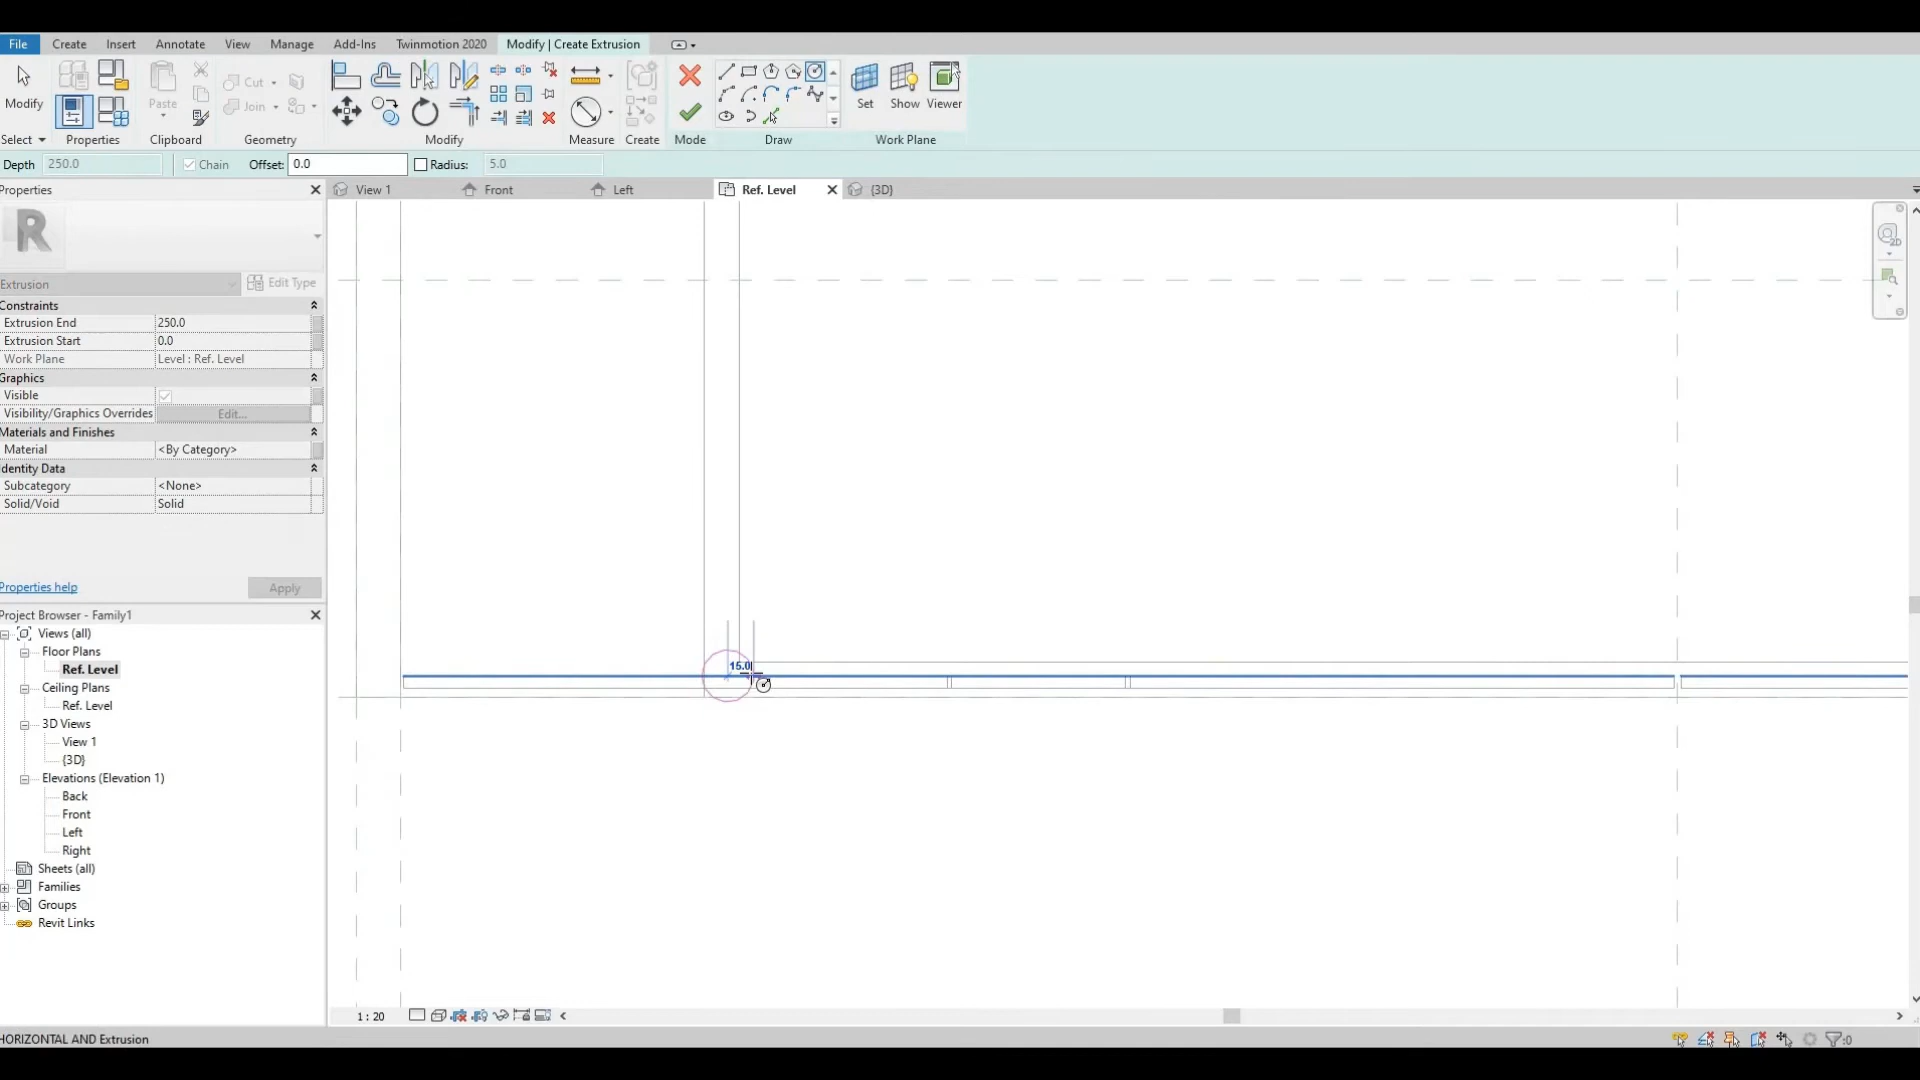 File Create Insert Annotate View Manage Add-Ins Twinmotion 2020 Modify | Create Extrusion
Modify Paste Cut Join Set Show Viewer
Select Properties Clipboard Geometry Modify Measure Create Mode Draw Work Plane
Depth 250.0 Chain Offset: 0.0 Radius: 5.0
Properties View 1 Front Left Ref. Level {3D}
R
2D
Extrusion Edit Type
Constraints
Extrusion End 250.0
Extrusion Start 0.0
Work Plane Level : Ref. Level
Graphics
Visible
Visibility/Graphics Overrides Edit...
Materials and Finishes
Material <By Category>
Identity Data
Subcategory <None>
Solid/Void Solid
Properties help Apply
Project Browser - Family1
Views (all)
Floor Plans
Ref. Level
Ceiling Plans
Ref. Level
3D Views
View 1
{3D}
Elevations (Elevation 1)
Back
Front
Left
Right
Sheets (all)
Families
Groups
Revit Links
15.0
1 : 20
HORIZONTAL AND Extrusion :0